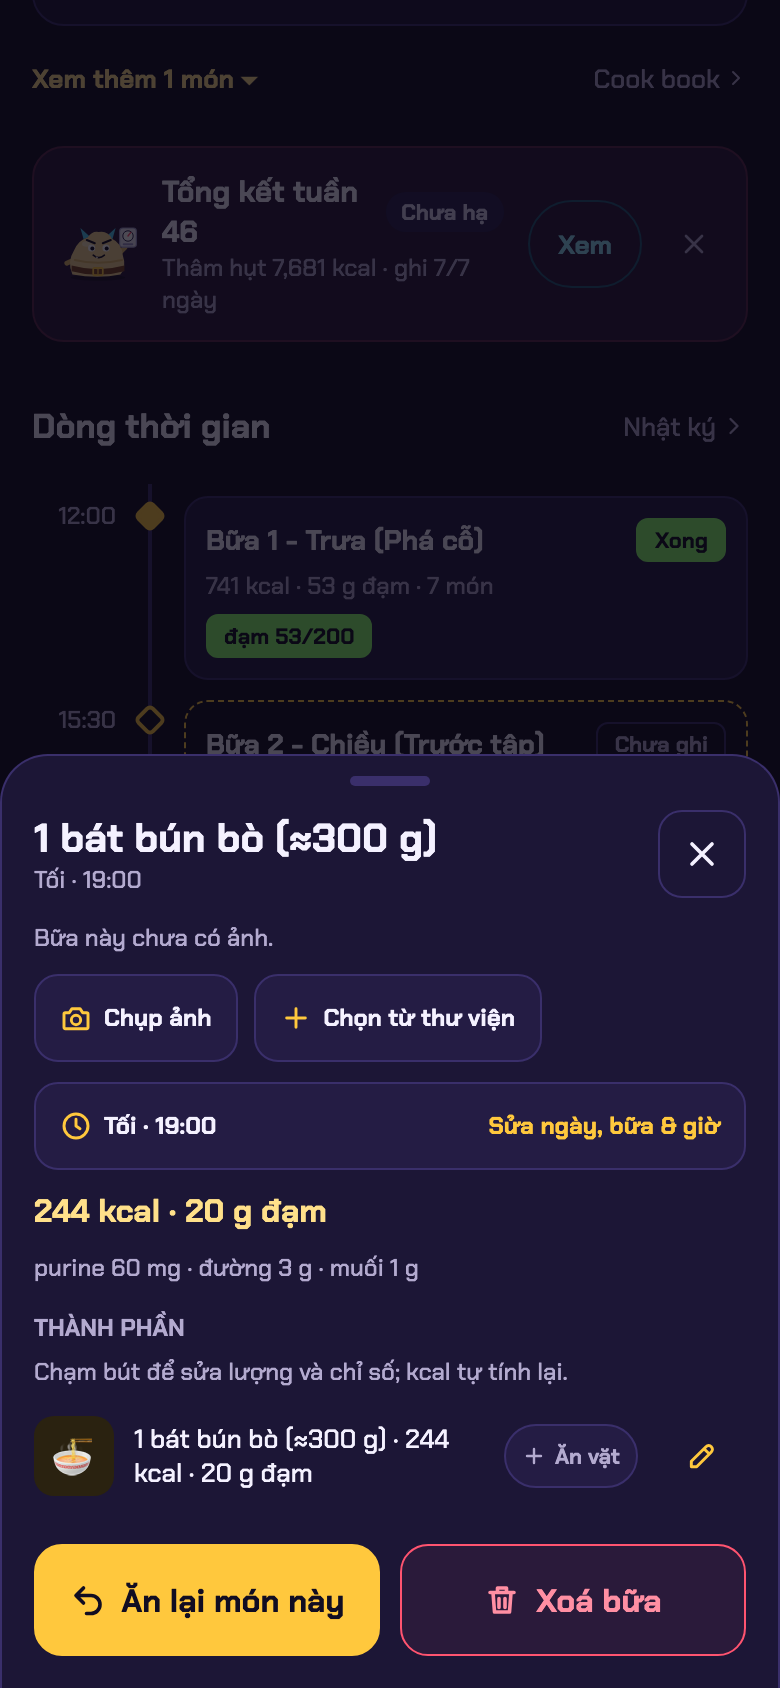 Xem thêm 1 món
Cook book
Tổng kết tuần
46
Chưa hạ
Thâm hụt 7,681 kcal · ghi 7/7
ngày
Xem
Dòng thời gian
Nhật ký
12:00
Bữa 1 - Trưa (Phá cỗ)
Xong
741 kcal · 53 g đạm · 7 món
đạm 53/200
15:30
Bữa 2 - Chiều (Trước tập)
Chưa ghi
1 bát bún bò (≈300 g)
Tối · 19:00
Bữa này chưa có ảnh.
Chụp ảnh
Chọn từ thư viện
Tối · 19:00
Sửa ngày, bữa & giờ
244 kcal · 20 g đạm
purine 60 mg · đường 3 g · muối 1 g
THÀNH PHẦN
Chạm bút để sửa lượng và chỉ số; kcal tự tính lại.
1 bát bún bò (≈300 g) · 244
kcal · 20 g đạm
+ Ăn vặt
Ăn lại món này
Xoá bữa